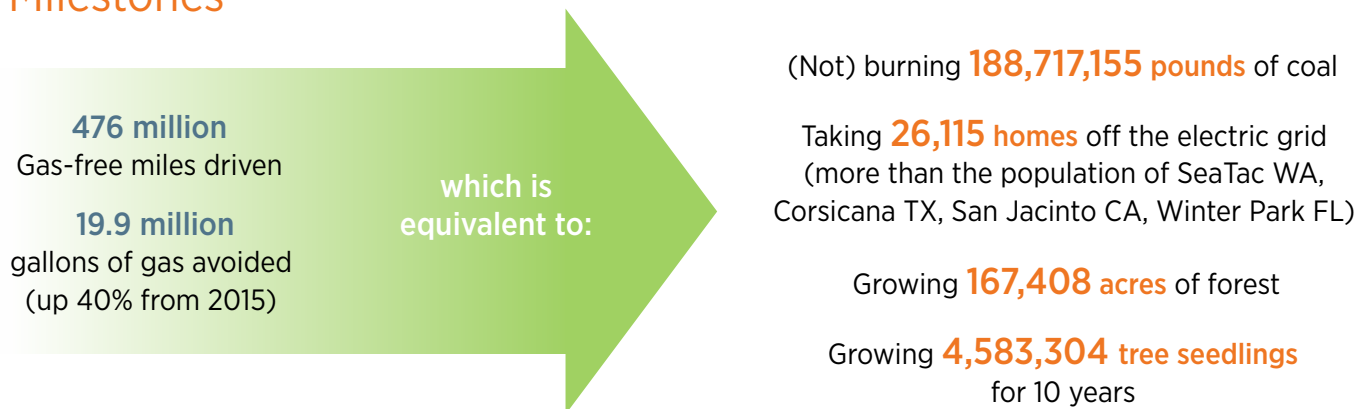 Milestones
476 million
Gas-free miles driven
19.9 million
gallons of gas avoided
(up 40% from 2015)
which is
equivalent to:
(Not) burning 188,717,155 pounds of coal
Taking 26,115 homes off the electric grid
(more than the population of SeaTac WA,
Corsicana TX, San Jacinto CA, Winter Park FL)
Growing 167,408 acres of forest
Growing 4,583,304 tree seedlings
for 10 years